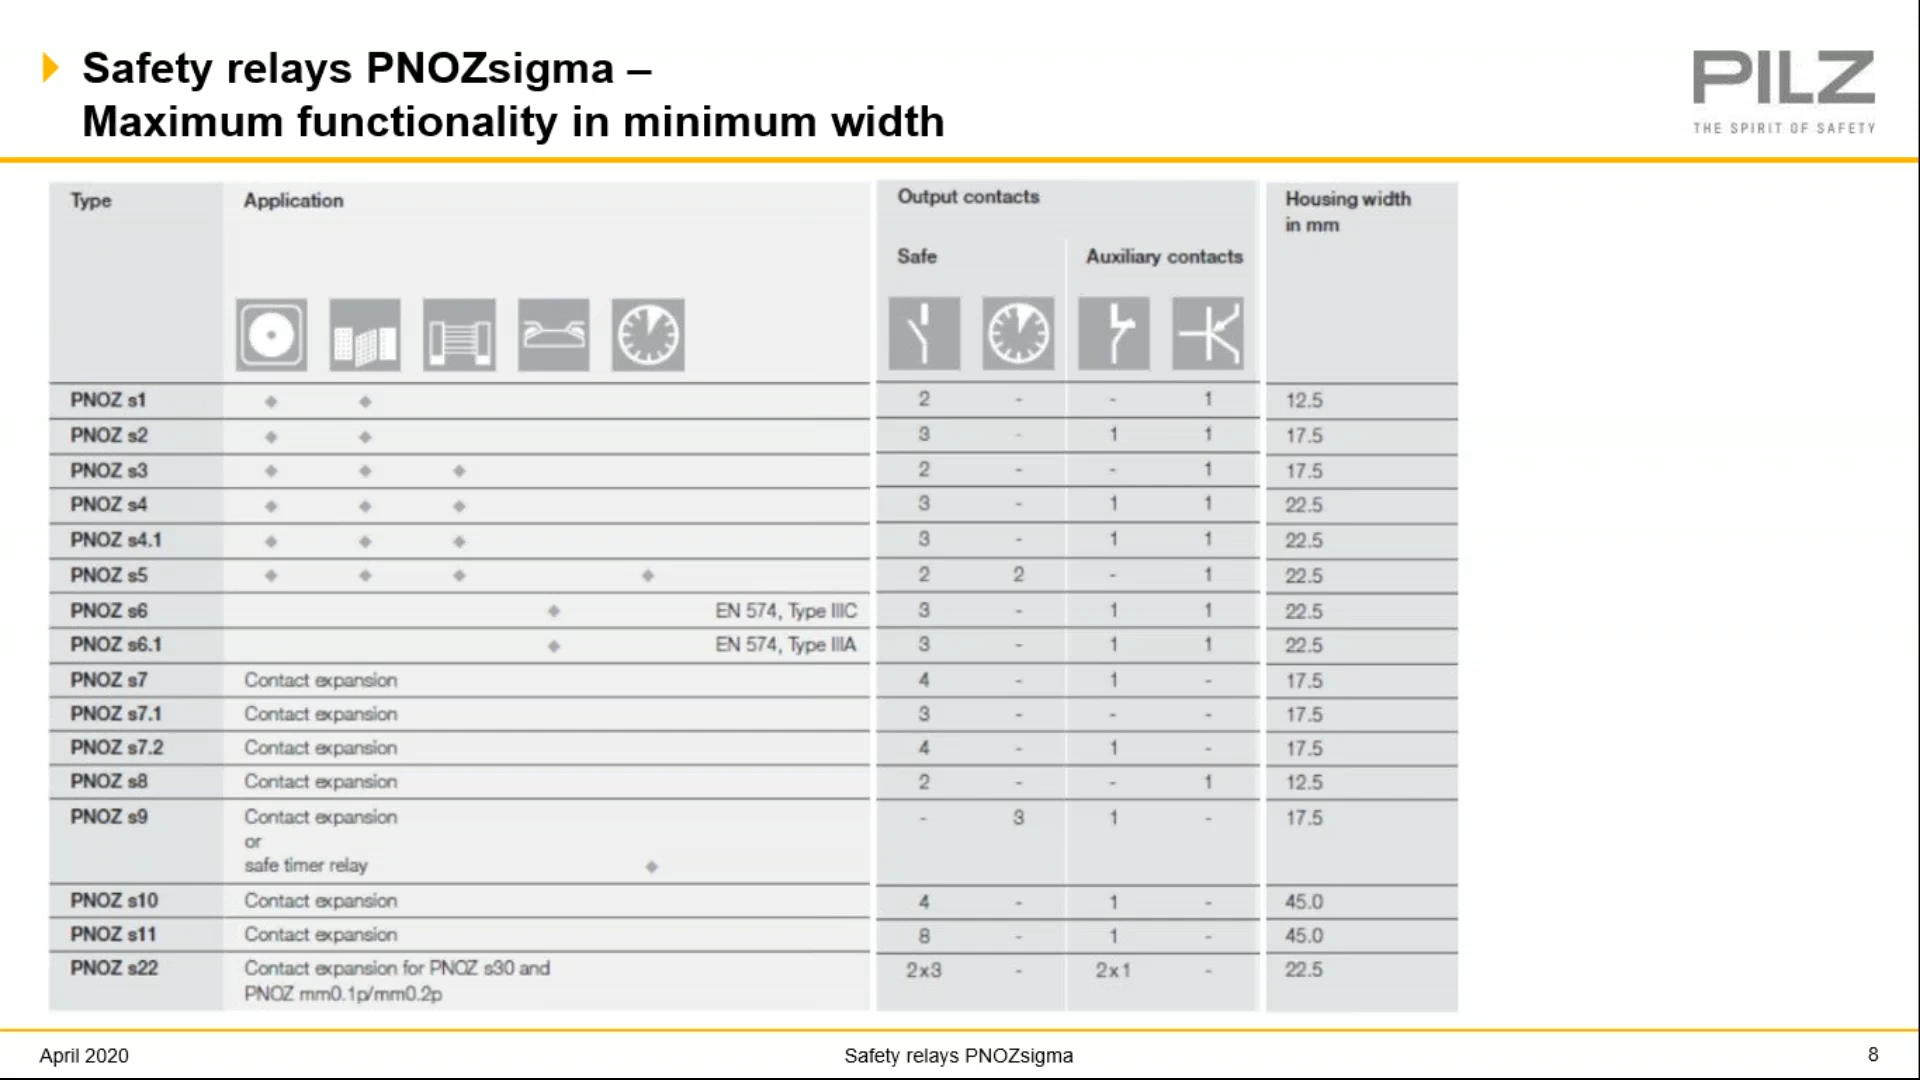 Safety relays PNOZsigma –
Maximum functionality in minimum width
PILZ
THE SPIRIT OF SAFETY
Type Application Output contacts Housing width
in mm
Safe Auxiliary contacts
PNOZ s1 2 - - 1 12.5
PNOZ s2 3 - 1 1 17.5
PNOZ s3 2 - - 1 17.5
PNOZ s4 3 - 1 1 22.5
PNOZ s4.1 3 - 1 1 22.5
PNOZ s5 2 2 - 1 22.5
PNOZ s6 EN 574, Type IIIC 3 - 1 1 22.5
PNOZ s6.1 EN 574, Type IIIA 3 - 1 1 22.5
PNOZ s7 Contact expansion 4 - 1 - 17.5
PNOZ s7.1 Contact expansion 3 - - - 17.5
PNOZ s7.2 Contact expansion 4 - 1 - 17.5
PNOZ s8 Contact expansion 2 - - 1 12.5
PNOZ s9 Contact expansion - 3 1 - 17.5
or
safe timer relay
PNOZ s10 Contact expansion 4 - 1 - 45.0
PNOZ s11 Contact expansion 8 - 1 - 45.0
PNOZ s22 Contact expansion for PNOZ s30 and 2x3 - 2x1 - 22.5
PNOZ mm0.1p/mm0.2p
April 2020 Safety relays PNOZsigma 8